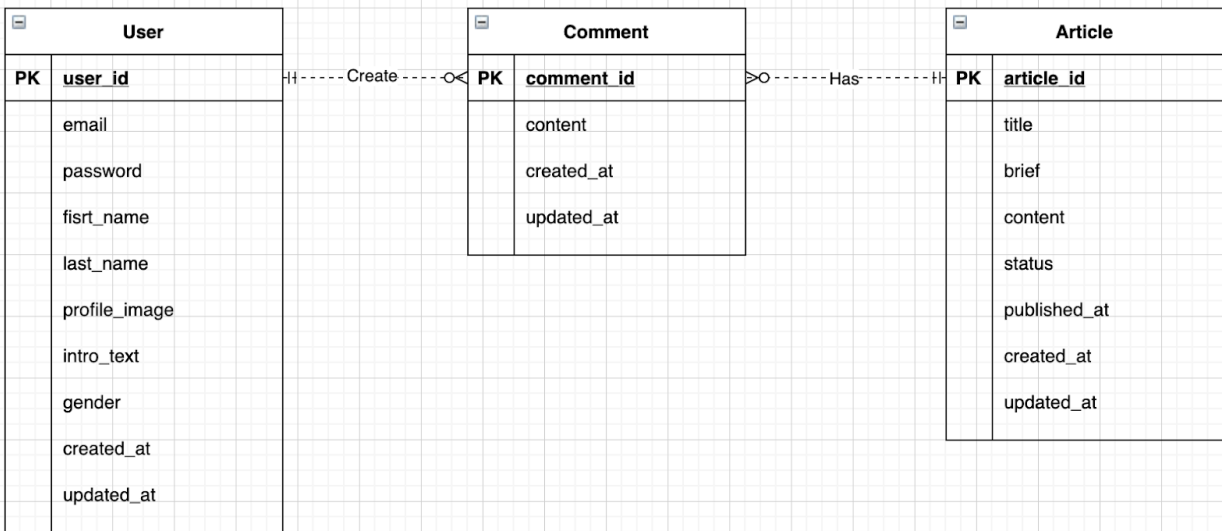 User
PK user_id
email
password
fisrt_name
last_name
profile_image
intro_text
gender
created_at
updated_at
Create
Comment
PK comment_id
content
created_at
updated_at
Has
Article
PK article_id
title
brief
content
status
published_at
created_at
updated_at